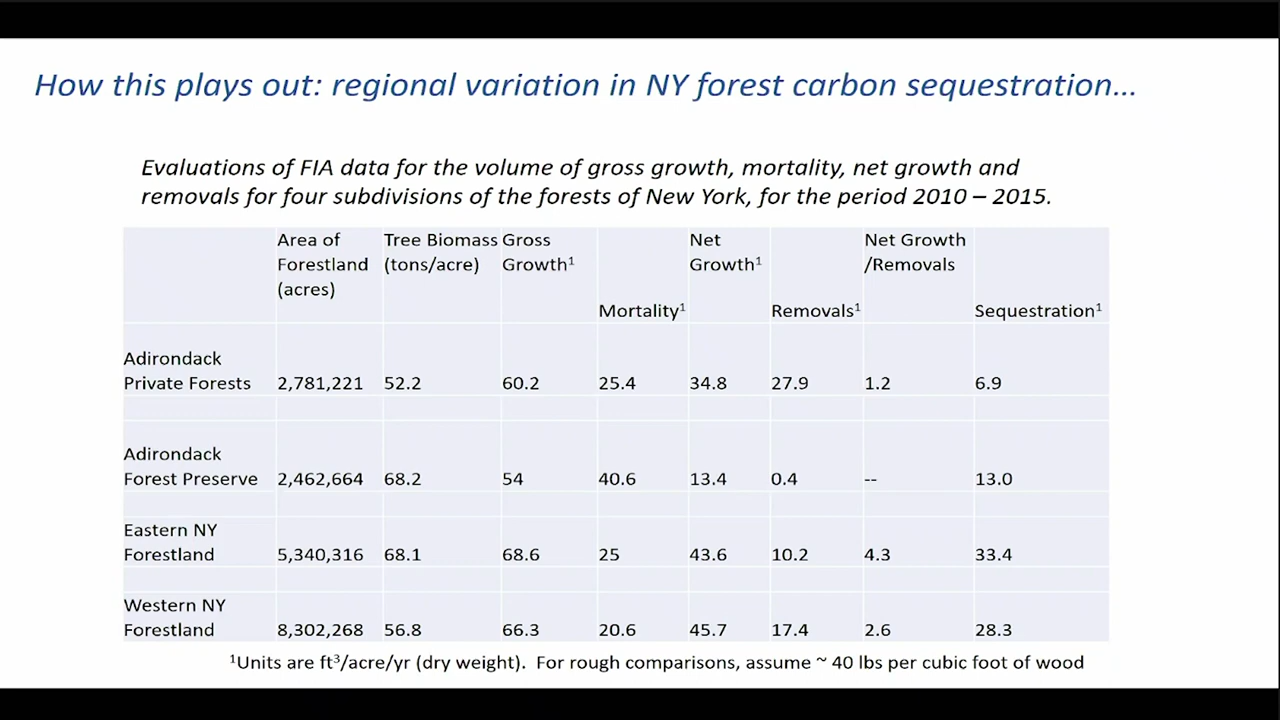 How this plays out: regional variation in NY forest carbon sequestration...
Evaluations of FIA data for the volume of gross growth, mortality, net growth and
removals for four subdivisions of the forests of New York, for the period 2010 – 2015.
Area of Forestland (acres) Tree Biomass (tons/acre) Gross Growth¹ Mortality¹ Net Growth¹ Removals¹ Net Growth /Removals Sequestration¹
Adirondack Private Forests 2,781,221 52.2 60.2 25.4 34.8 27.9 1.2 6.9
Adirondack Forest Preserve 2,462,664 68.2 54 40.6 13.4 0.4 -- 13.0
Eastern NY Forestland 5,340,316 68.1 68.6 25 43.6 10.2 4.3 33.4
Western NY Forestland 8,302,268 56.8 66.3 20.6 45.7 17.4 2.6 28.3
¹Units are ft³/acre/yr (dry weight). For rough comparisons, assume ~ 40 lbs per cubic foot of wood